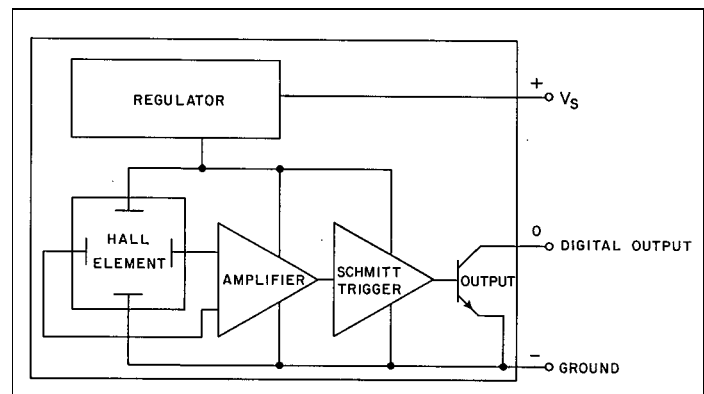 REGULATOR
+
VS
HALL
ELEMENT
AMPLIFIER
SCHMITT
TRIGGER
OUTPUT
O
DIGITAL OUTPUT
-
GROUND